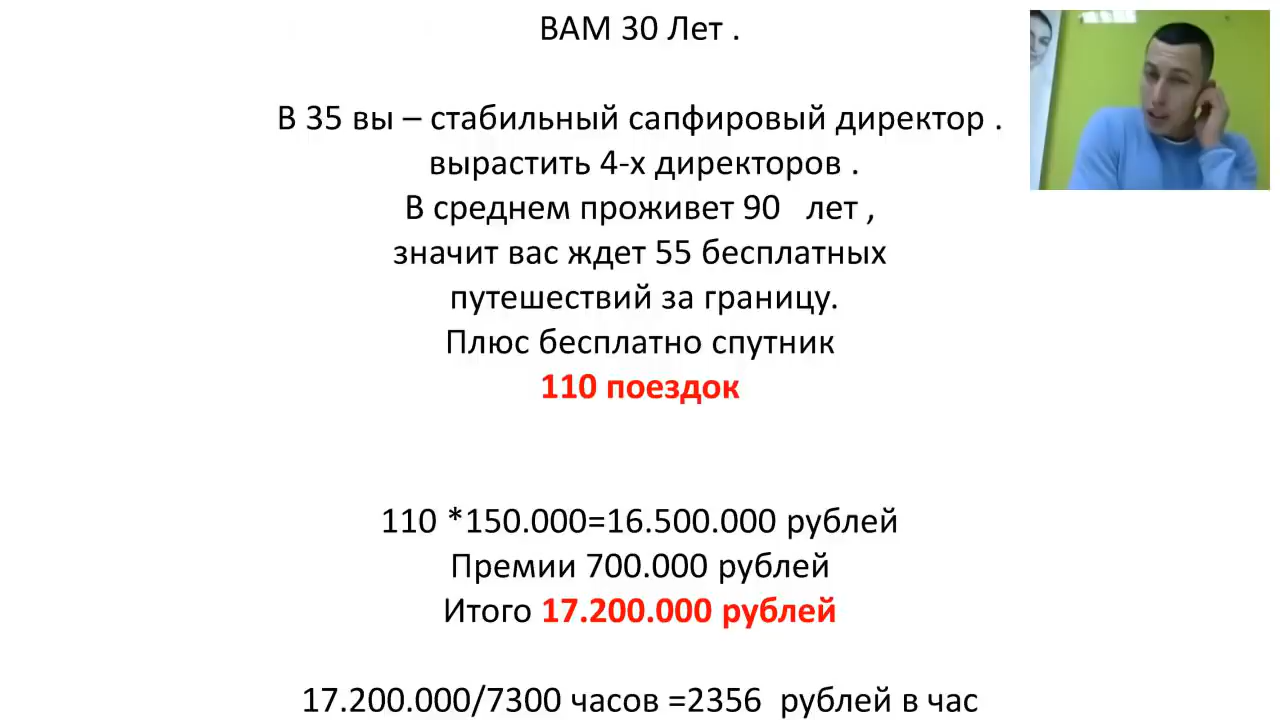 ВАМ 30 Лет .
В 35 вы – стабильный сапфировый директор .
вырастить 4-х директоров .
В среднем проживет 90 лет ,
значит вас ждет 55 бесплатных
путешествий за границу.
Плюс бесплатно спутник
110 поездок
110 *150.000=16.500.000 рублей
Премии 700.000 рублей
Итого 17.200.000 рублей
17.200.000/7300 часов =2356 рублей в час